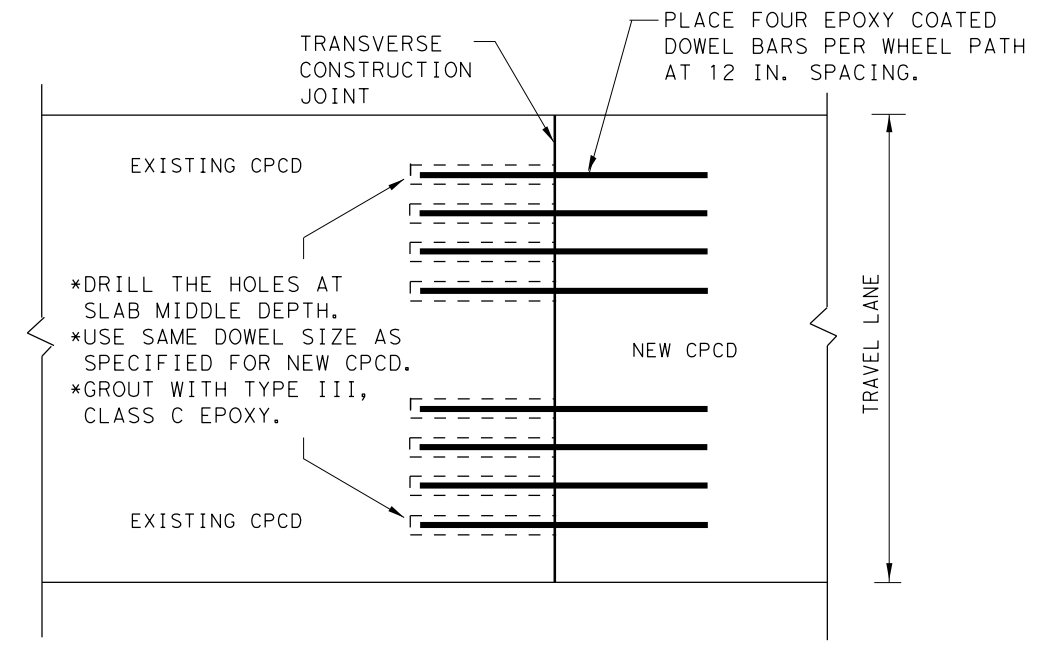 PLACE FOUR EPOXY COATED
DOWEL BARS PER WHEEL PATH
AT 12 IN. SPACING.
TRANSVERSE
CONSTRUCTION
JOINT
EXISTING CPCD
*DRILL THE HOLES AT
SLAB MIDDLE DEPTH.
*USE SAME DOWEL SIZE AS
SPECIFIED FOR NEW CPCD.
*GROUT WITH TYPE III,
CLASS C EPOXY.
NEW CPCD
TRAVEL LANE
EXISTING CPCD